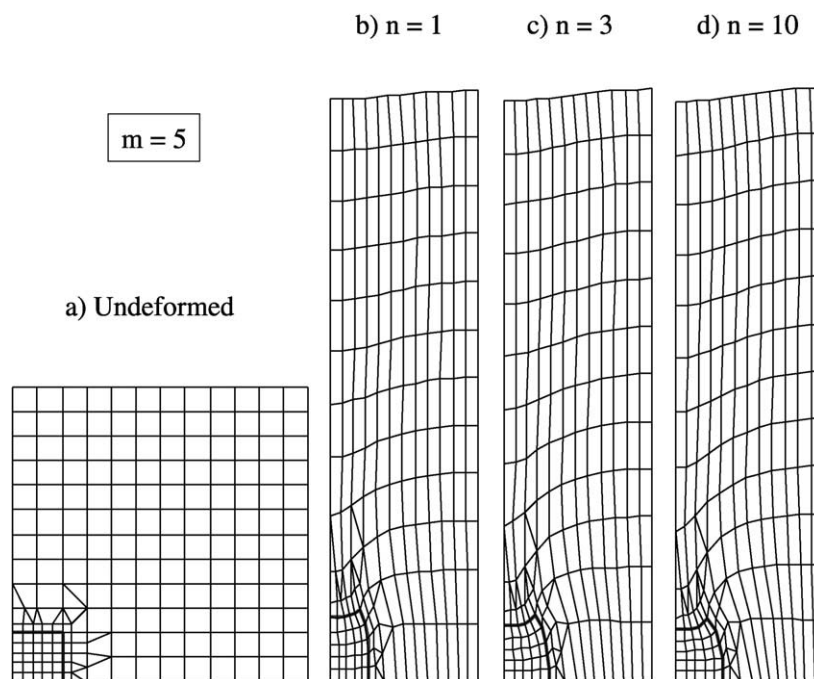 b) n = 1
c) n = 3
d) n = 10
m = 5
a) Undeformed